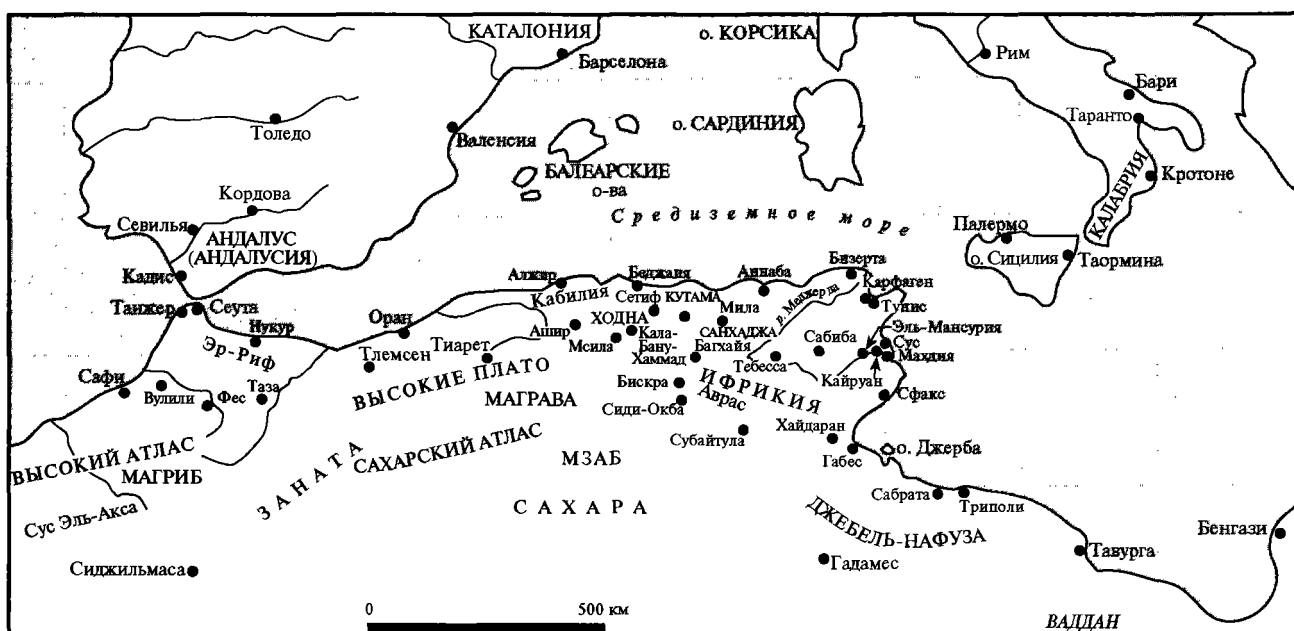 КАТАЛОНИЯ
Барселона
о. КОРСИКА
Рим
Бари
Таранто
Толедо
Валенсия
о. САРДИНИЯ
БАЛЕАРСКИЕ
о-ва
Кротоне
КАЛАБРИЯ
Кордова
Севилья
АНДАЛУС
(АНДАЛУСИЯ)
Средиземное море
Палермо
о. СИЦИЛИЯ
Таормина
Кадис
Танжер
Сеута
Алжир
Беджаия
Аннаба
Бизерта
Карфаген
Тунис
р. Меджерда
Кабилия
Сетиф
КУТАМА
Мила
Нукур
Оран
Ашир
ХОДНА
САНХАДЖА
Эль-Мансурия
Сус
Махдия
Эр-Риф
Тлемсен
Тиарет
Мсила
Кала-
Бану-
Хаммад
Багхайя
Тебесса
Сабиба
Кайруан
Сафи
Вулили
Фес
Таза
ВЫСОКИЕ ПЛАТО
МАГРАВА
Бискра
Сиди-Окба
Аврас
ИФРИКИЯ
Сфакс
Субайтула
Хайдаран
Габес
о. Джерба
ВЫСОКИЙ АТЛАС
МАГРИБ
ЗАНАТА
САХАРСКИЙ АТЛАС
МЗАБ
САХАРА
Сабрата
Триполи
Сус Эль-Акса
ДЖЕБЕЛЬ-НАФУЗА
Гадамес
Тавурга
Бенгази
Сиджильмаса
0
500 км
ВАДДАН